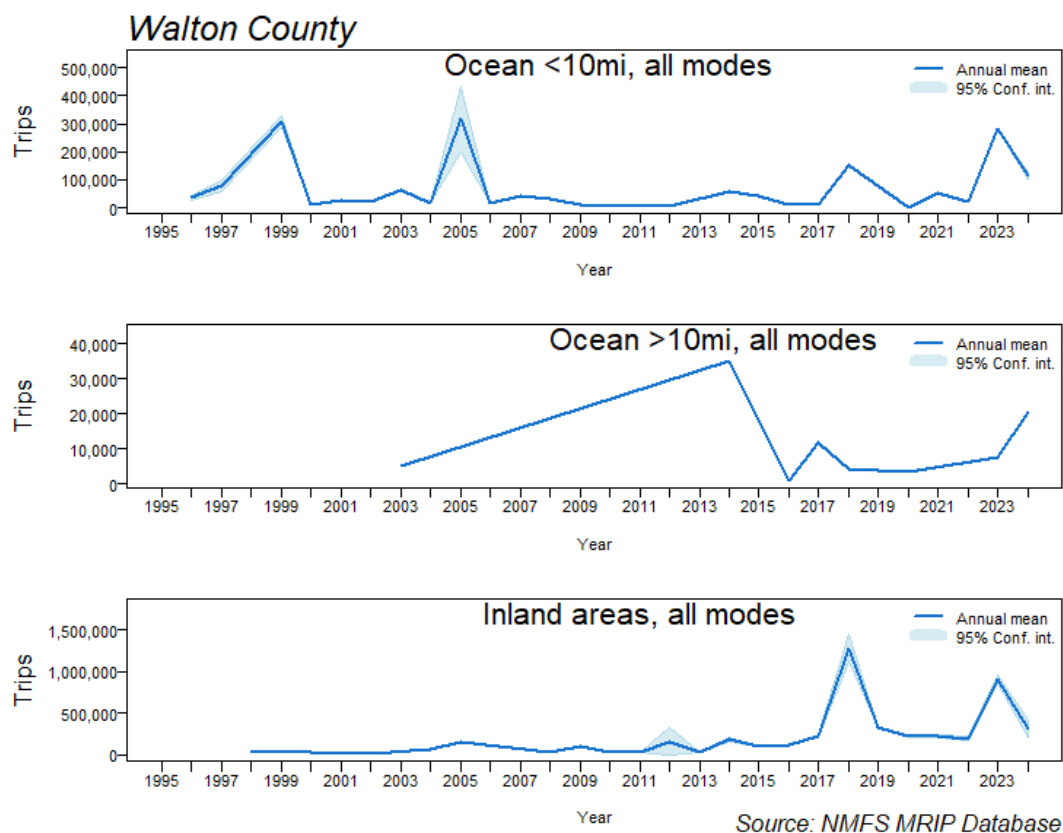 Walton County
Ocean <10mi, all modes
Annual mean
95% Conf. int.
Trips
500,000
400,000
300,000
200,000
100,000
0
1995 1997 1999 2001 2003 2005 2007 2009 2011 2013 2015 2017 2019 2021 2023
Year
Ocean >10mi, all modes
Annual mean
95% Conf. int.
Trips
40,000
30,000
20,000
10,000
0
1995 1997 1999 2001 2003 2005 2007 2009 2011 2013 2015 2017 2019 2021 2023
Year
Inland areas, all modes
Annual mean
95% Conf. int.
Trips
1,500,000
1,000,000
500,000
0
1995 1997 1999 2001 2003 2005 2007 2009 2011 2013 2015 2017 2019 2021 2023
Year
Source: NMFS MRIP Database